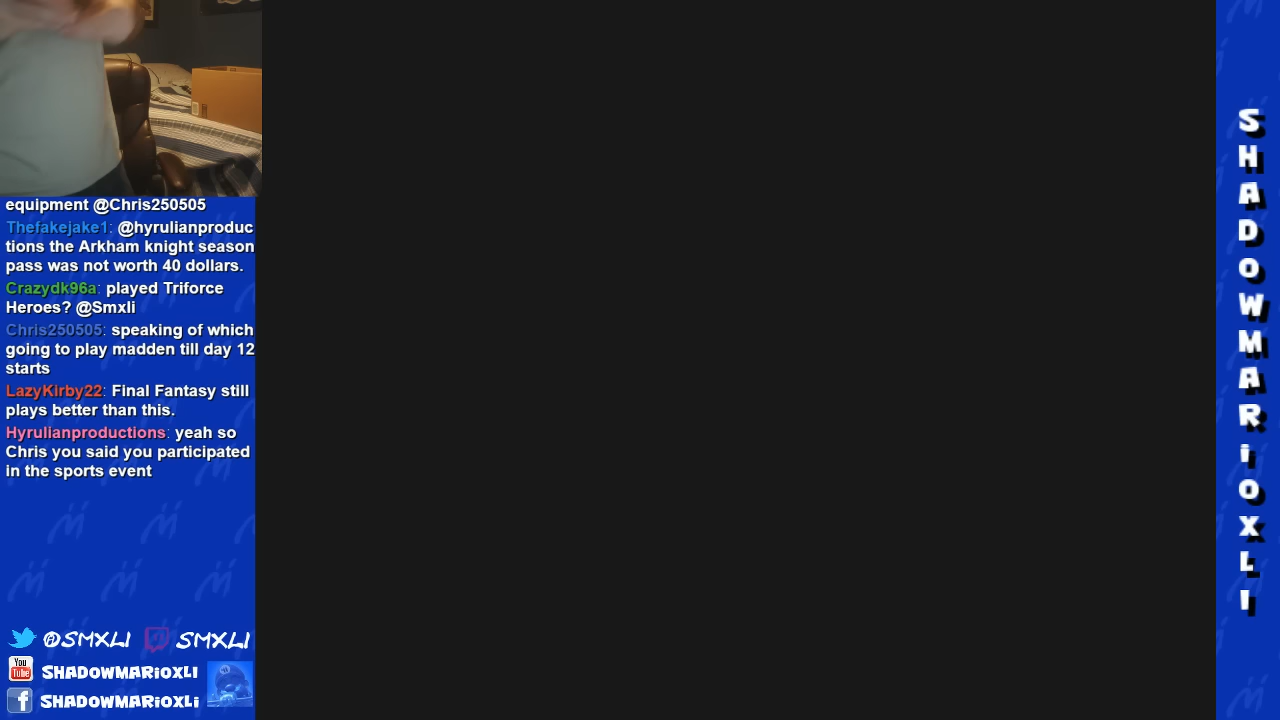 equipment @Chris250505
Thefakejake1: @hyrulianproduc
tions the Arkham knight season
pass was not worth 40 dollars.
Crazydk96a: played Triforce
Heroes? @Smxli
Chris250505: speaking of which
going to play madden till day 12
starts
LazyKirby22: Final Fantasy still
plays better than this.
Hyrulianproductions: yeah so
Chris you said you participated
in the sports event
@SMXLI SMXLI
You
Tube
SHADOWMARiOXLI
f SHADOWMARiOXLi
SHADOWMARiOXLI